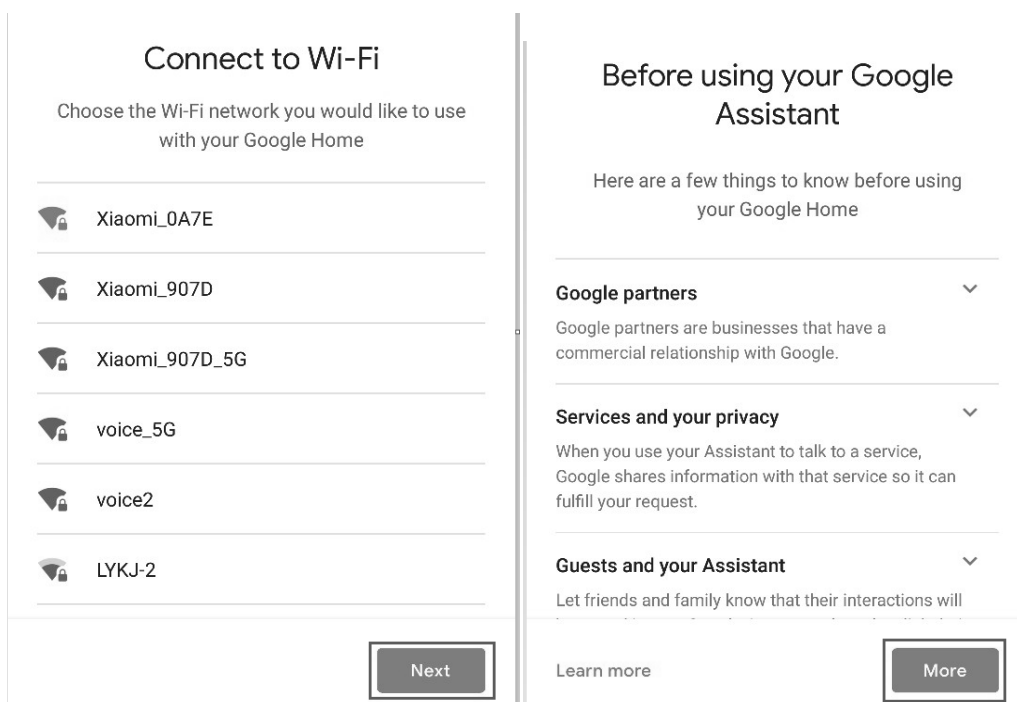 Connect to Wi-Fi
Choose the Wi-Fi network you would like to use
with your Google Home
Xiaomi_0A7E
Xiaomi_907D
Xiaomi_907D_5G
voice_5G
voice2
LYKJ-2
Next
Before using your Google
Assistant
Here are a few things to know before using
your Google Home
Google partners
Google partners are businesses that have a
commercial relationship with Google.
Services and your privacy
When you use your Assistant to talk to a service,
Google shares information with that service so it can
fulfill your request.
Guests and your Assistant
Let friends and family know that their interactions will
Learn more
More